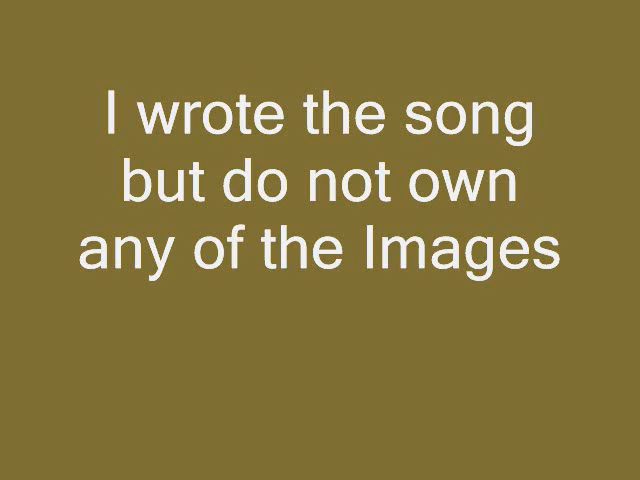 I wrote the song
but do not own
any of the Images